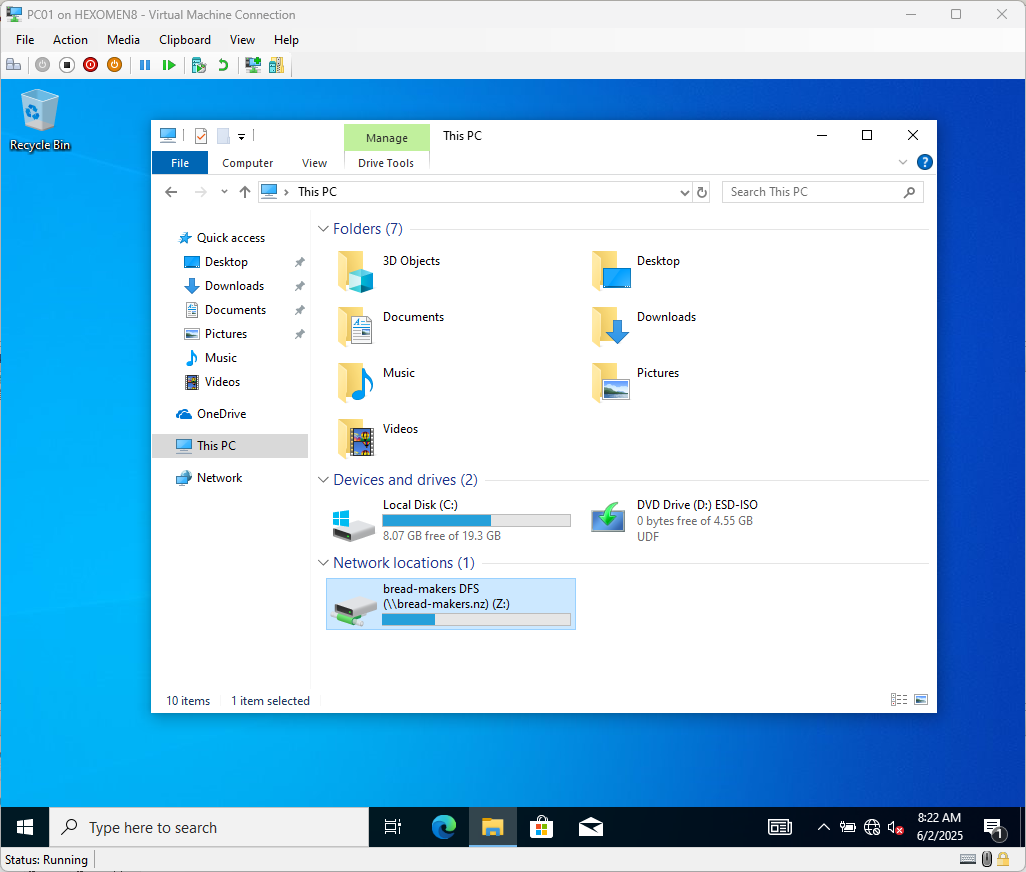 PC01 on HEXOMEN8 - Virtual Machine Connection
File Action Media Clipboard View Help
Recycle Bin
Manage This PC
File Computer View Drive Tools
This PC
Search This PC
Quick access
Desktop
Downloads
Documents
Pictures
Music
Videos
OneDrive
This PC
Network
Folders (7)
3D Objects
Desktop
Documents
Downloads
Music
Pictures
Videos
Devices and drives (2)
Local Disk (C:)
8.07 GB free of 19.3 GB
DVD Drive (D:) ESD-ISO
0 bytes free of 4.55 GB
UDF
Network locations (1)
bread-makers DFS
(\\bread-makers.nz) (Z:)
10 items 1 item selected
Type here to search
8:22 AM
6/2/2025
1
Status: Running